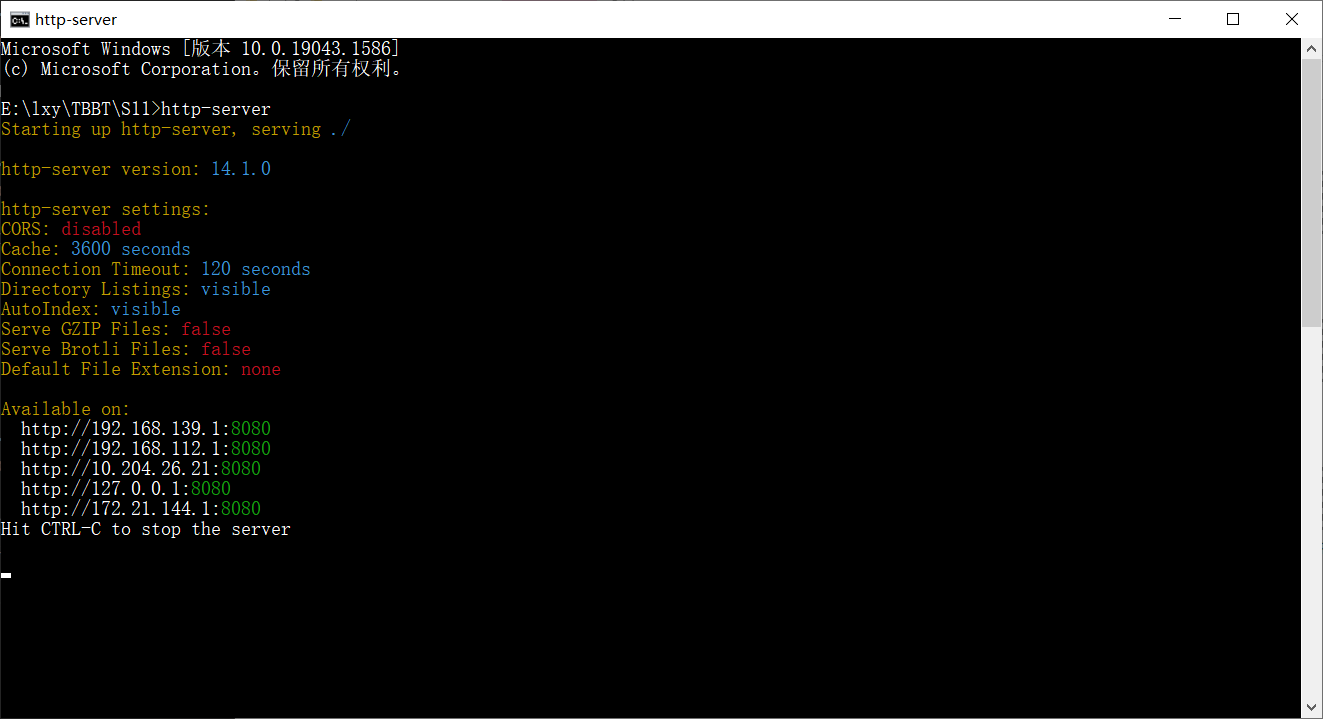 http-server
Microsoft Windows [版本 10.0.19043.1586]
(c) Microsoft Corporation。保留所有权利。
E:\lxy\TBBT\S11>http-server
Starting up http-server, serving ./
http-server version: 14.1.0
http-server settings:
CORS: disabled
Cache: 3600 seconds
Connection Timeout: 120 seconds
Directory Listings: visible
AutoIndex: visible
Serve GZIP Files: false
Serve Brotli Files: false
Default File Extension: none
Available on:
http://192.168.139.1:8080
http://192.168.112.1:8080
http://10.204.26.21:8080
http://127.0.0.1:8080
http://172.21.144.1:8080
Hit CTRL-C to stop the server